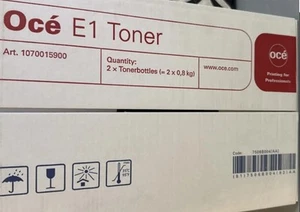 Océ E1 Toner
Art. 1070015900
Quantity:
2 x Tonerbottles (= 2 x 0,8 kg)
www.oce.com
océ
Printing for
Professionals.
Code: